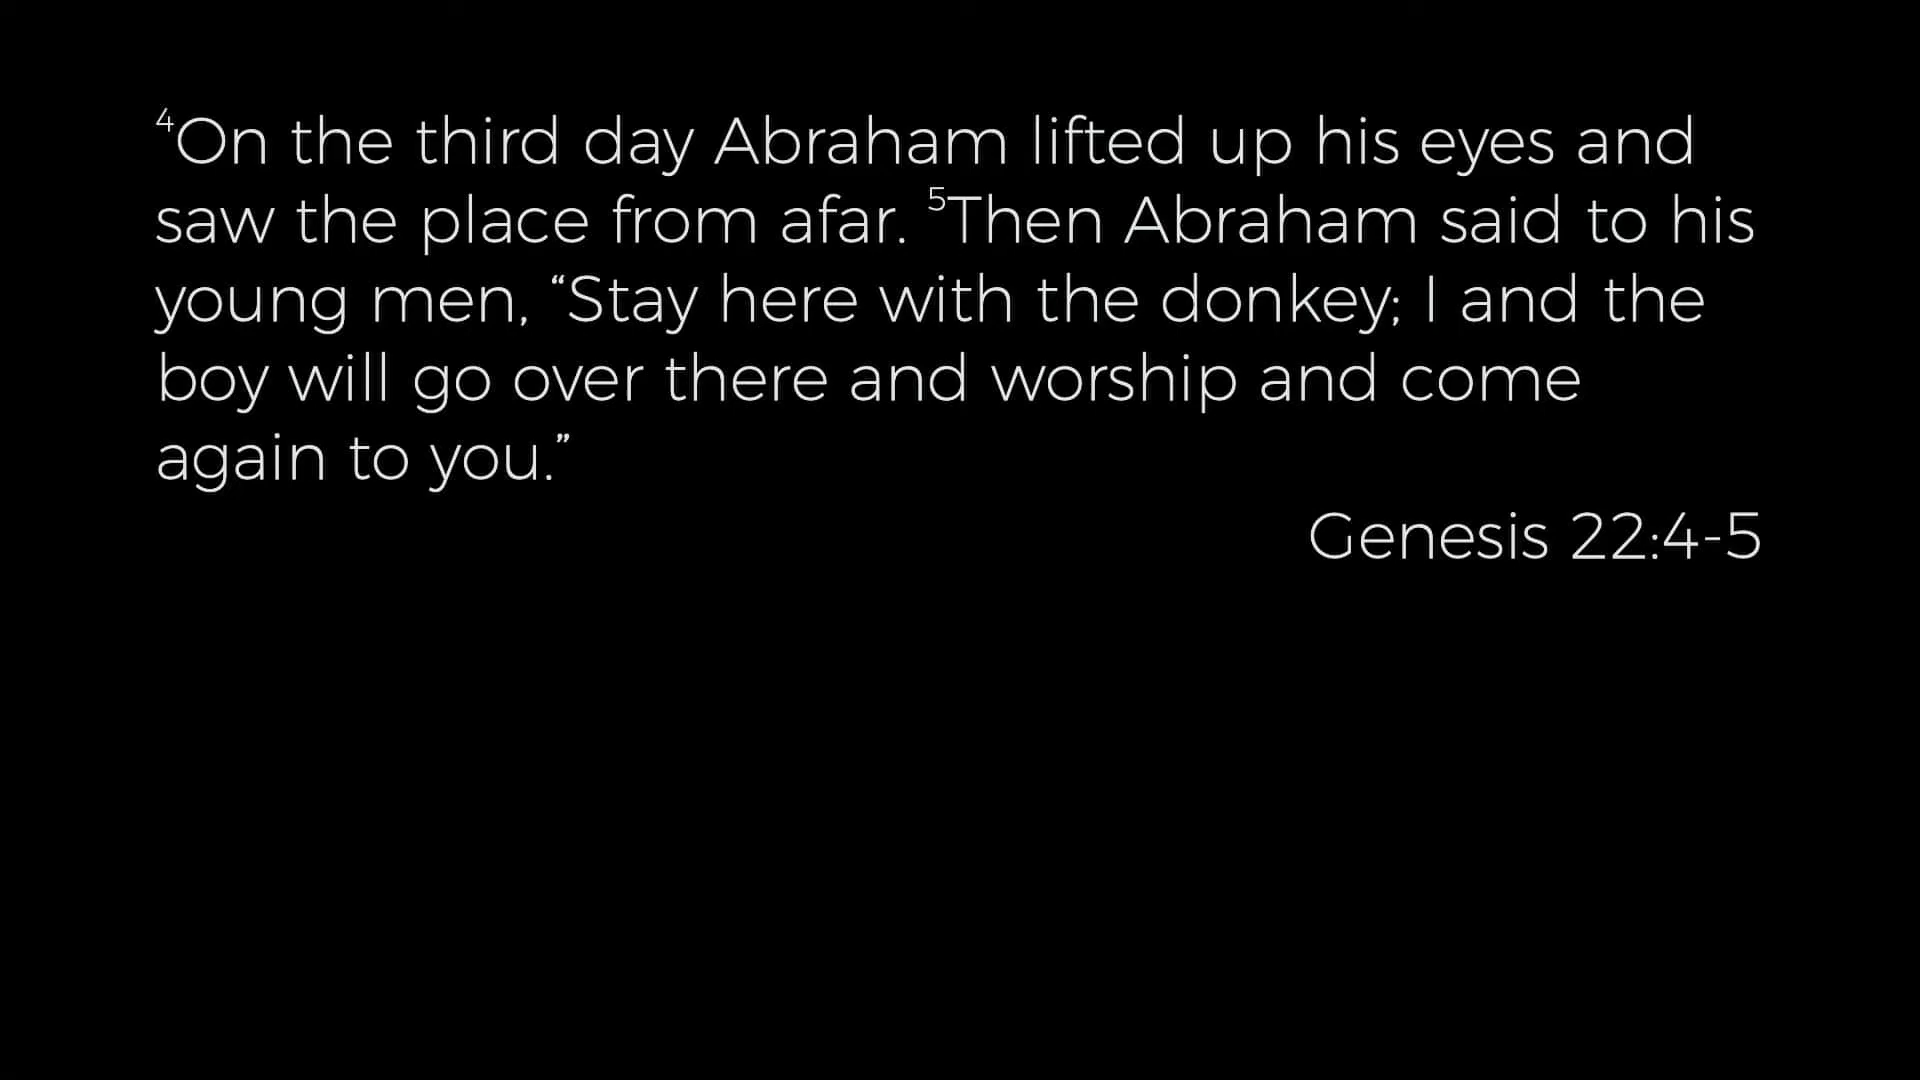 ⁴On the third day Abraham lifted up his eyes and
saw the place from afar. ⁵Then Abraham said to his
young men, “Stay here with the donkey; I and the
boy will go over there and worship and come
again to you.”
Genesis 22:4-5